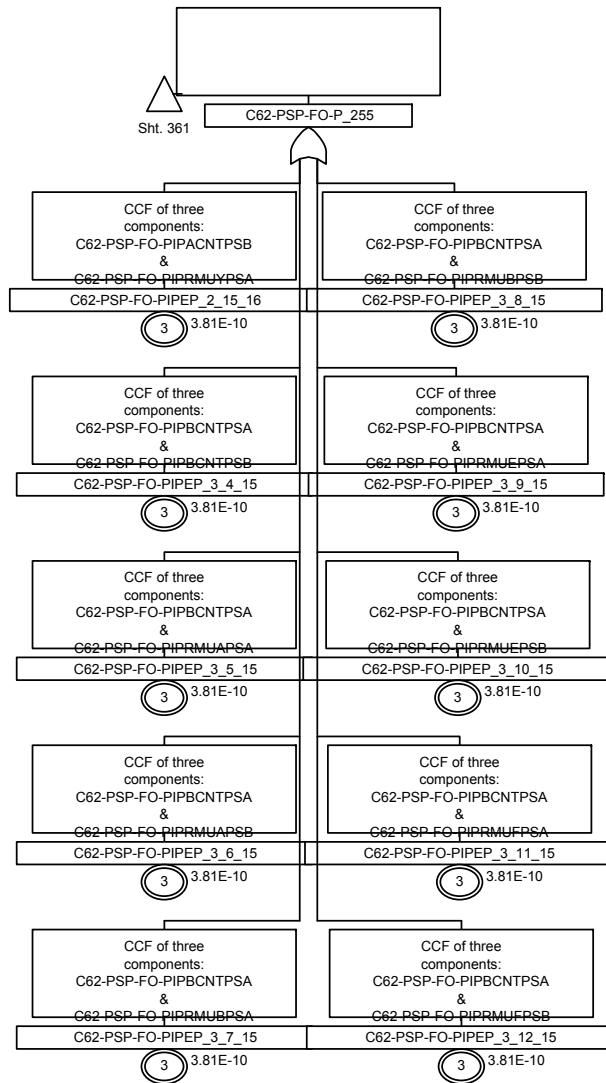 Sht. 361
C62-PSP-FO-P_255
CCF of three
components:
C62-PSP-FO-PIPACNTPSB
&
C62-PSP-FO-PIPRMUYPSA
C62-PSP-FO-PIPEP_2_15_16
3
3.81E-10
CCF of three
components:
C62-PSP-FO-PIPBCNTPSA
&
C62-PSP-FO-PIPRMUBPSB
C62-PSP-FO-PIPEP_3_8_15
3
3.81E-10
CCF of three
components:
C62-PSP-FO-PIPBCNTPSA
&
C62-PSP-FO-PIPBCNTPSB
C62-PSP-FO-PIPEP_3_4_15
3
3.81E-10
CCF of three
components:
C62-PSP-FO-PIPBCNTPSA
&
C62-PSP-FO-PIPRMUEPSA
C62-PSP-FO-PIPEP_3_9_15
3
3.81E-10
CCF of three
components:
C62-PSP-FO-PIPBCNTPSA
&
C62-PSP-FO-PIPRMUAPSA
C62-PSP-FO-PIPEP_3_5_15
3
3.81E-10
CCF of three
components:
C62-PSP-FO-PIPBCNTPSA
&
C62-PSP-FO-PIPRMUEPSB
C62-PSP-FO-PIPEP_3_10_15
3
3.81E-10
CCF of three
components:
C62-PSP-FO-PIPBCNTPSA
&
C62-PSP-FO-PIPRMUAPSB
C62-PSP-FO-PIPEP_3_6_15
3
3.81E-10
CCF of three
components:
C62-PSP-FO-PIPBCNTPSA
&
C62-PSP-FO-PIPRMUFPSA
C62-PSP-FO-PIPEP_3_11_15
3
3.81E-10
CCF of three
components:
C62-PSP-FO-PIPBCNTPSA
&
C62-PSP-FO-PIPRMUBPSA
C62-PSP-FO-PIPEP_3_7_15
3
3.81E-10
CCF of three
components:
C62-PSP-FO-PIPBCNTPSA
&
C62-PSP-FO-PIPRMUFPSB
C62-PSP-FO-PIPEP_3_12_15
3
3.81E-10